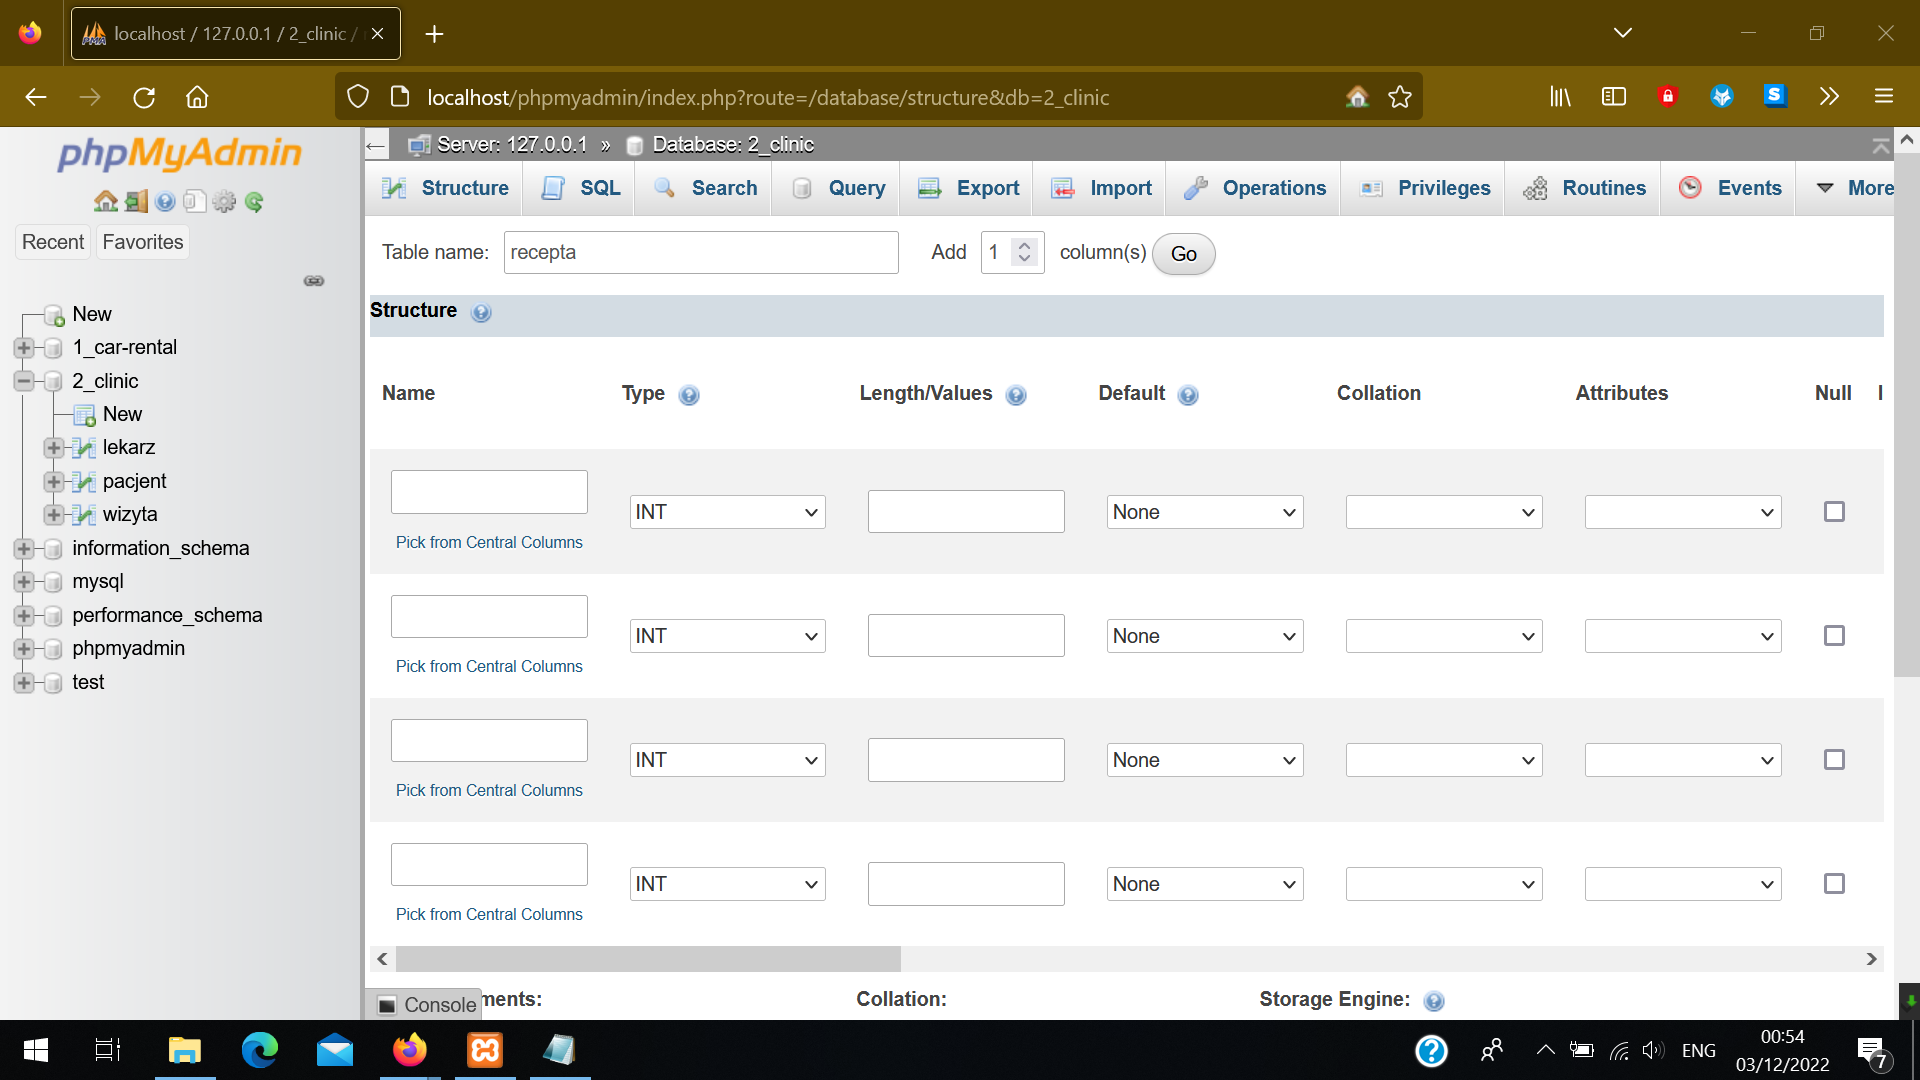 localhost / 127.0.0.1 / 2_clinic /
localhost/phpmyadmin/index.php?route=/database/structure&db=2_clinic
phpMyAdmin
Recent Favorites
New
1_car-rental
2_clinic
New
lekarz
pacjent
wizyta
information_schema
mysql
performance_schema
phpmyadmin
test
Server: 127.0.0.1 » Database: 2_clinic
Structure SQL Search Query Export Import Operations Privileges Routines Events More
Table name: recepta Add 1 column(s) Go
Structure
Name Type Length/Values Default Collation Attributes Null
INT None
Pick from Central Columns
INT None
Pick from Central Columns
INT None
Pick from Central Columns
INT None
Pick from Central Columns
Console ments: Collation: Storage Engine:
ENG
00:54
03/12/2022
7